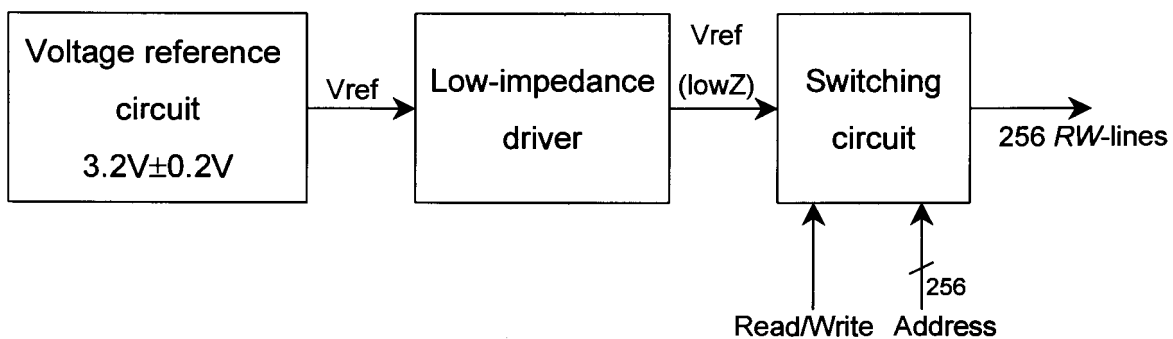 Voltage reference
circuit
3.2V±0.2V
Vref
Low-impedance
driver
Vref
(lowZ)
Switching
circuit
256 RW-lines
256
Read/Write
Address